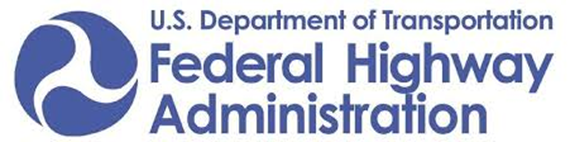 U.S. Department of Transportation
Federal Highway
Administration